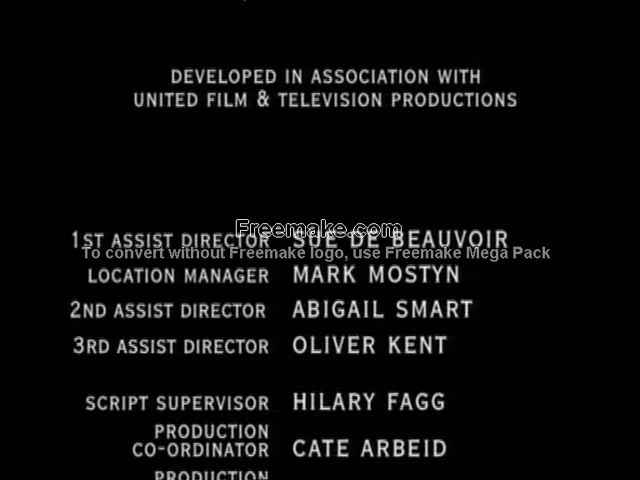 DEVELOPED IN ASSOCIATION WITH
UNITED FILM & TELEVISION PRODUCTIONS
Freemake.com
1ST ASSIST DIRECTOR SUE DE BEAUVOIR
To convert without Freemake logo, use Freemake Mega Pack
LOCATION MANAGER MARK MOSTYN
2ND ASSIST DIRECTOR ABIGAIL SMART
3RD ASSIST DIRECTOR OLIVER KENT
SCRIPT SUPERVISOR HILARY FAGG
PRODUCTION
CO-ORDINATOR CATE ARBEID
PRODUCTION